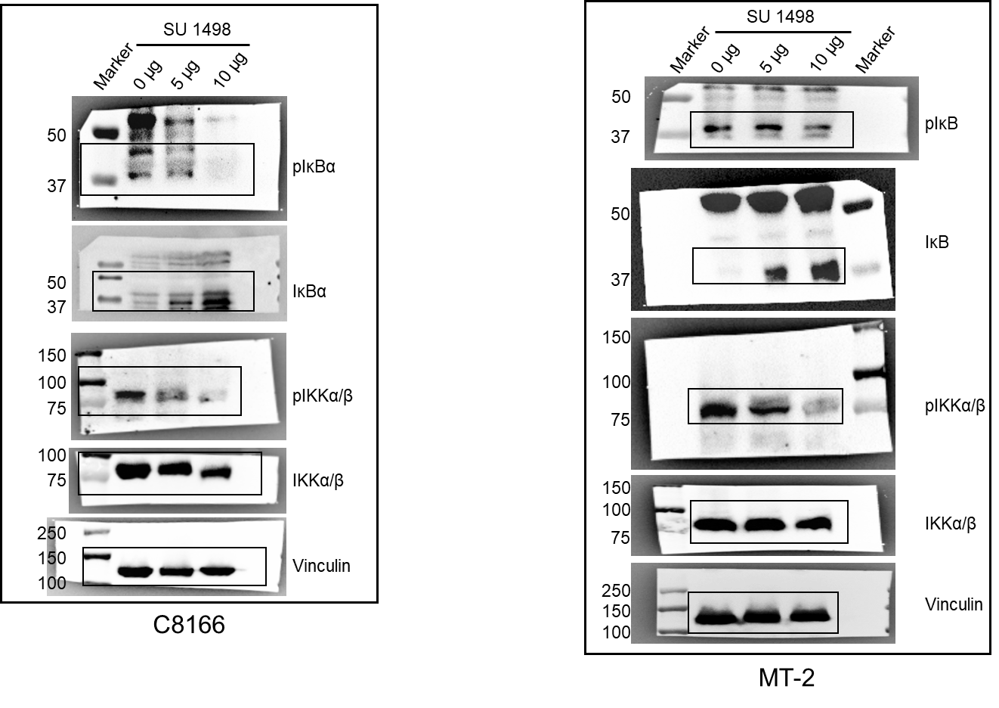 SU 1498
Marker
0 µg
5 µg
10 µg
50
37
pIκBα
50
37
IκBα
150
100
75
pIKKα/β
100
75
IKKα/β
250
150
100
Vinculin
C8166
SU 1498
Marker
0 µg
5 µg
10 µg
Marker
50
37
pIκB
50
37
IκB
150
100
75
pIKKα/β
150
100
75
IKKα/β
250
150
100
Vinculin
MT-2